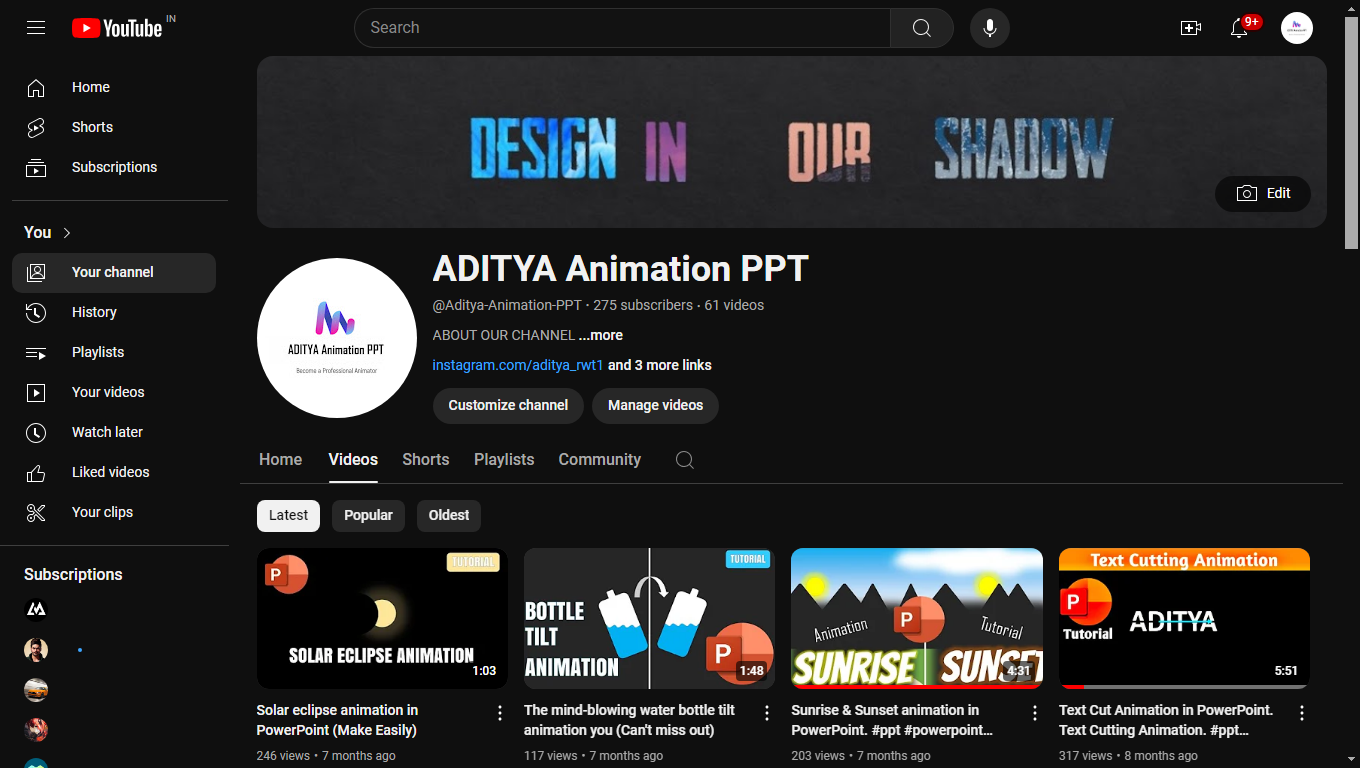 YouTube IN
Search
9+
Home
Shorts
Subscriptions
You
Your channel
History
Playlists
Your videos
Watch later
Liked videos
Your clips
Subscriptions
DESIGN IN OUR SHADOW
Edit
ADITYA Animation PPT
Become a Professional Animator
ADITYA Animation PPT
@Aditya-Animation-PPT • 275 subscribers • 61 videos
ABOUT OUR CHANNEL ...more
instagram.com/aditya_rwt1 and 3 more links
Customize channel Manage videos
Home Videos Shorts Playlists Community
Latest Popular Oldest
TUTORIAL
P
SOLAR ECLIPSE ANIMATION
1:03
Solar eclipse animation in
PowerPoint (Make Easily)
246 views • 7 months ago
TUTORIAL
BOTTLE
TILT
ANIMATION
P
1:48
The mind-blowing water bottle tilt
animation you (Can't miss out)
117 views • 7 months ago
P
Animation Tutorial
SUNRISE SUNSET
4:31
Sunrise & Sunset animation in
PowerPoint. #ppt #powerpoint...
203 views • 7 months ago
Text Cutting Animation
P
Tutorial
ADITYA
5:51
Text Cut Animation in PowerPoint.
Text Cutting Animation. #ppt...
317 views • 8 months ago